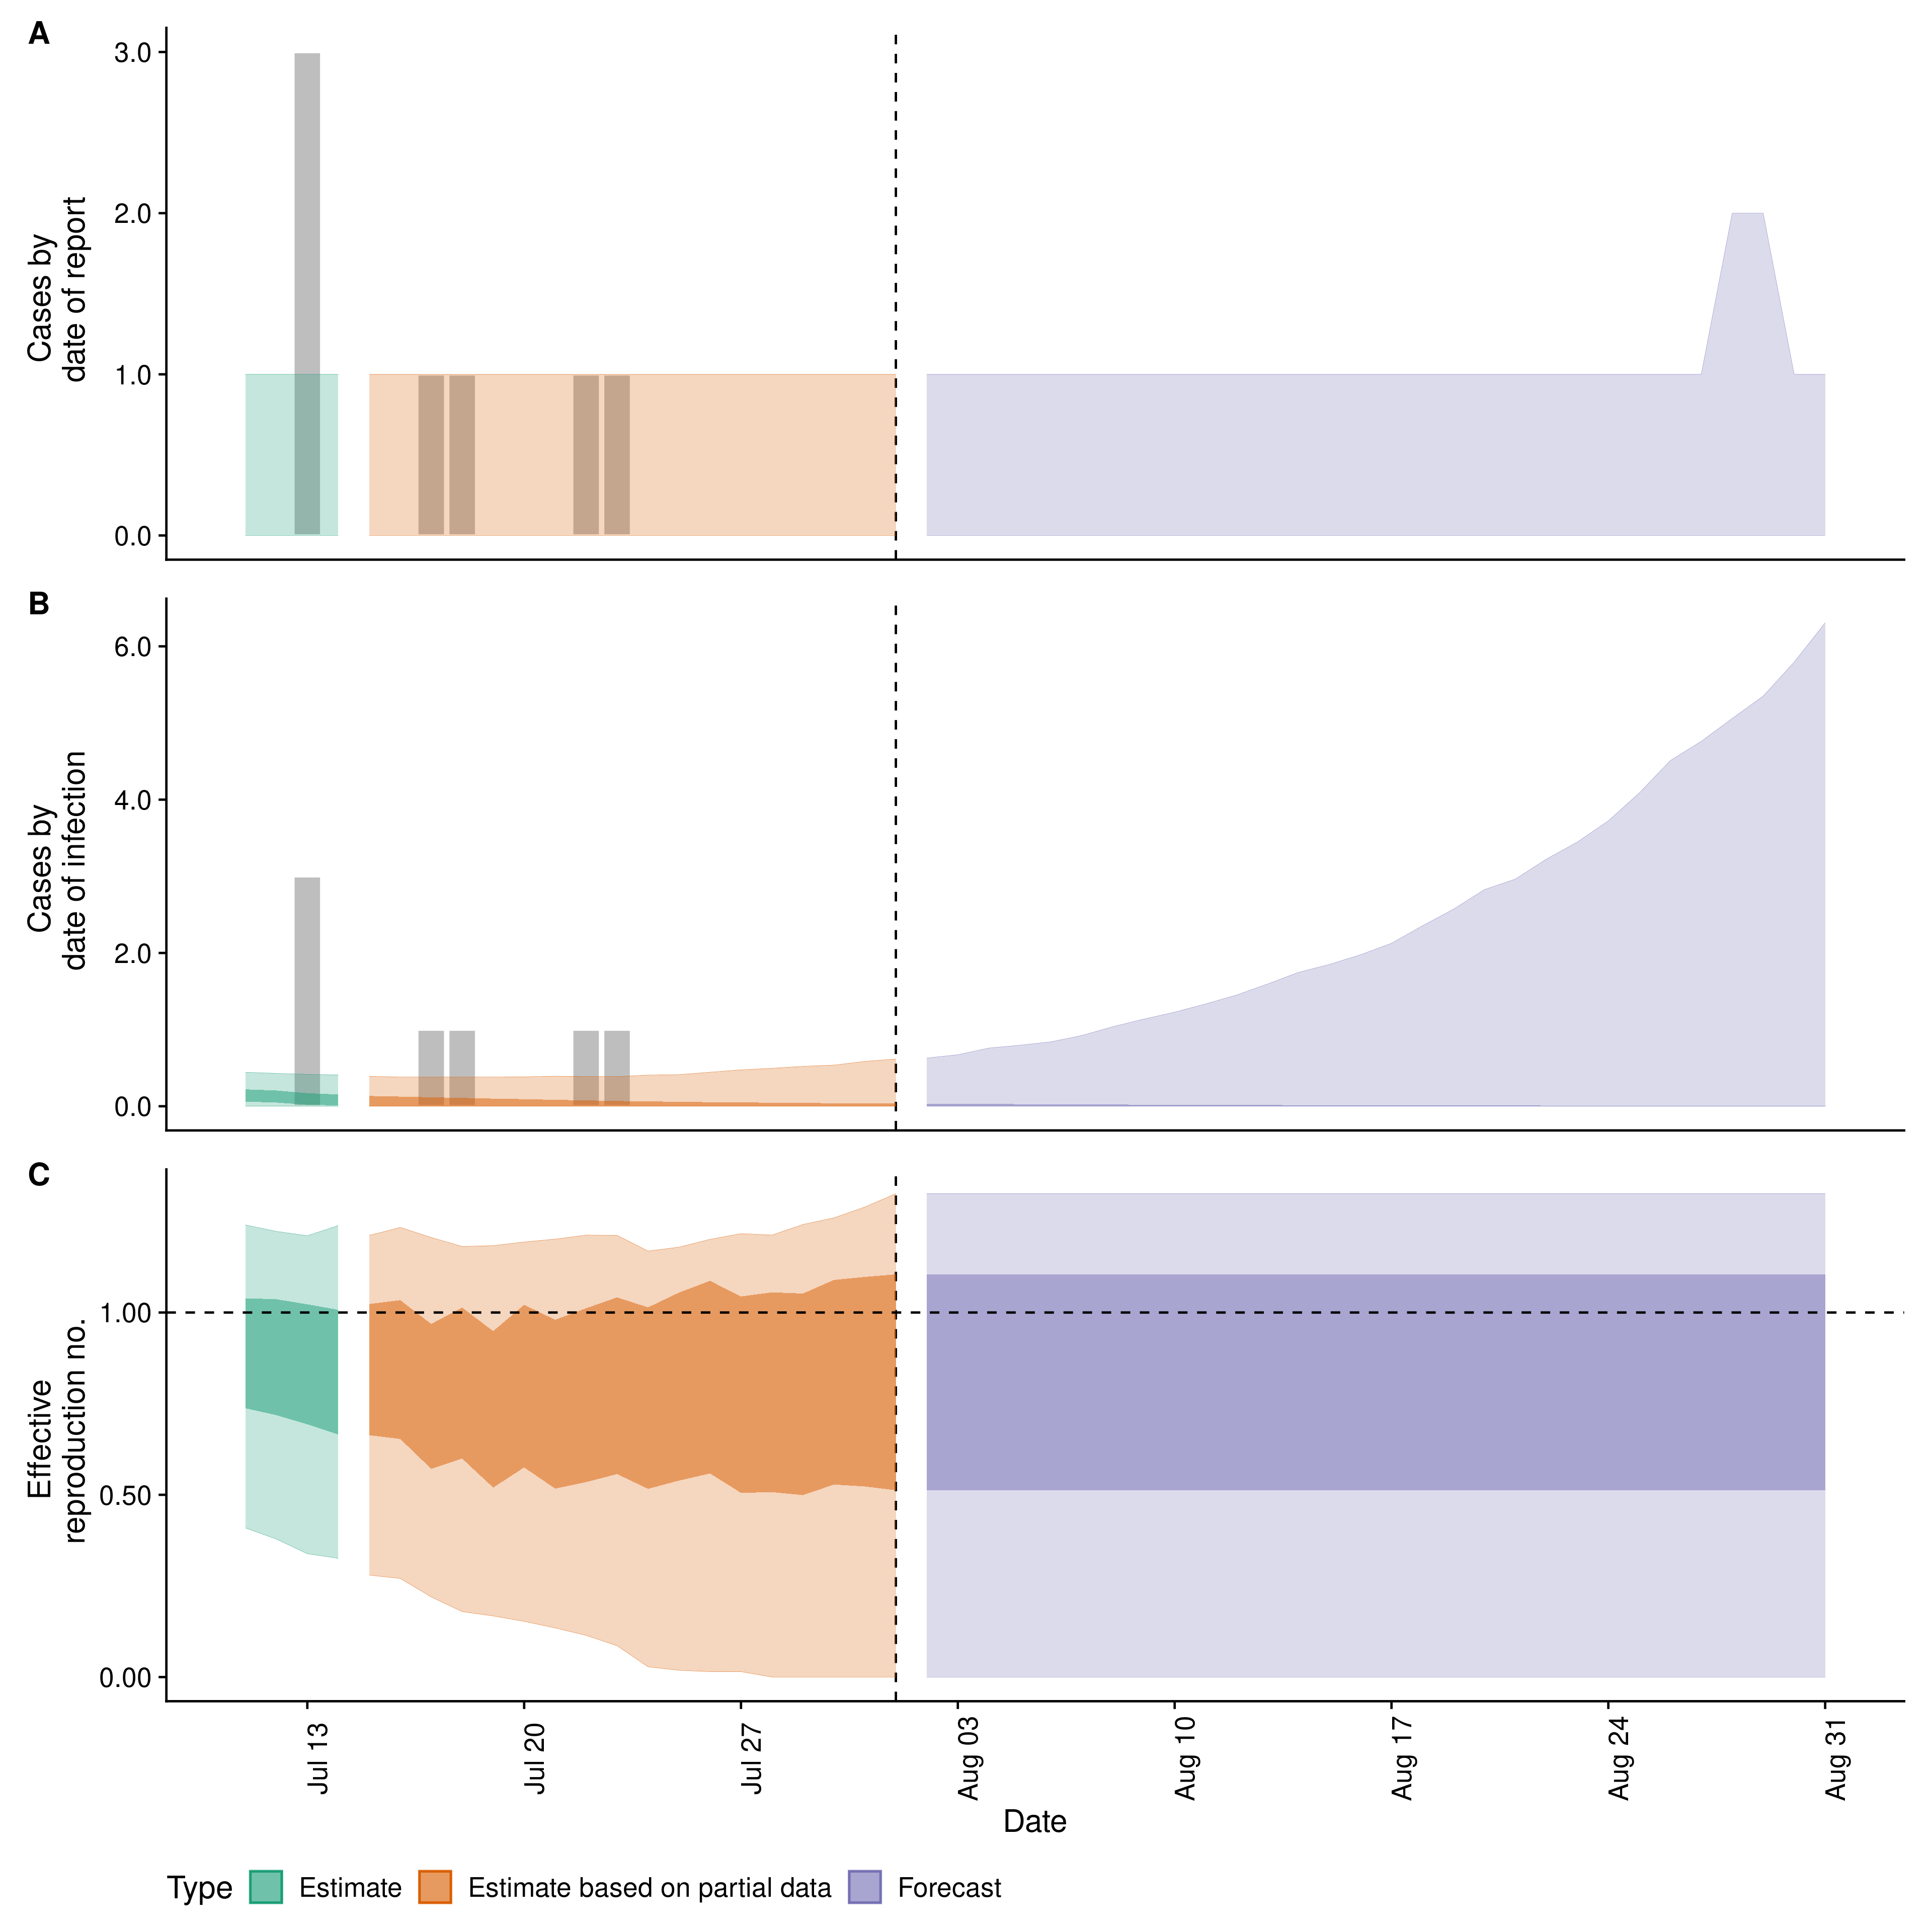 A
3.0
2.0
1.0
0.0
Cases by
date of report
B
6.0
4.0
2.0
0.0
Cases by
date of infection
C
1.00
0.50
0.00
Effective
reproduction no.
Jul 13
Jul 20
Jul 27
Aug 03
Aug 10
Aug 17
Aug 24
Aug 31
Date
Type Estimate Estimate based on partial data Forecast